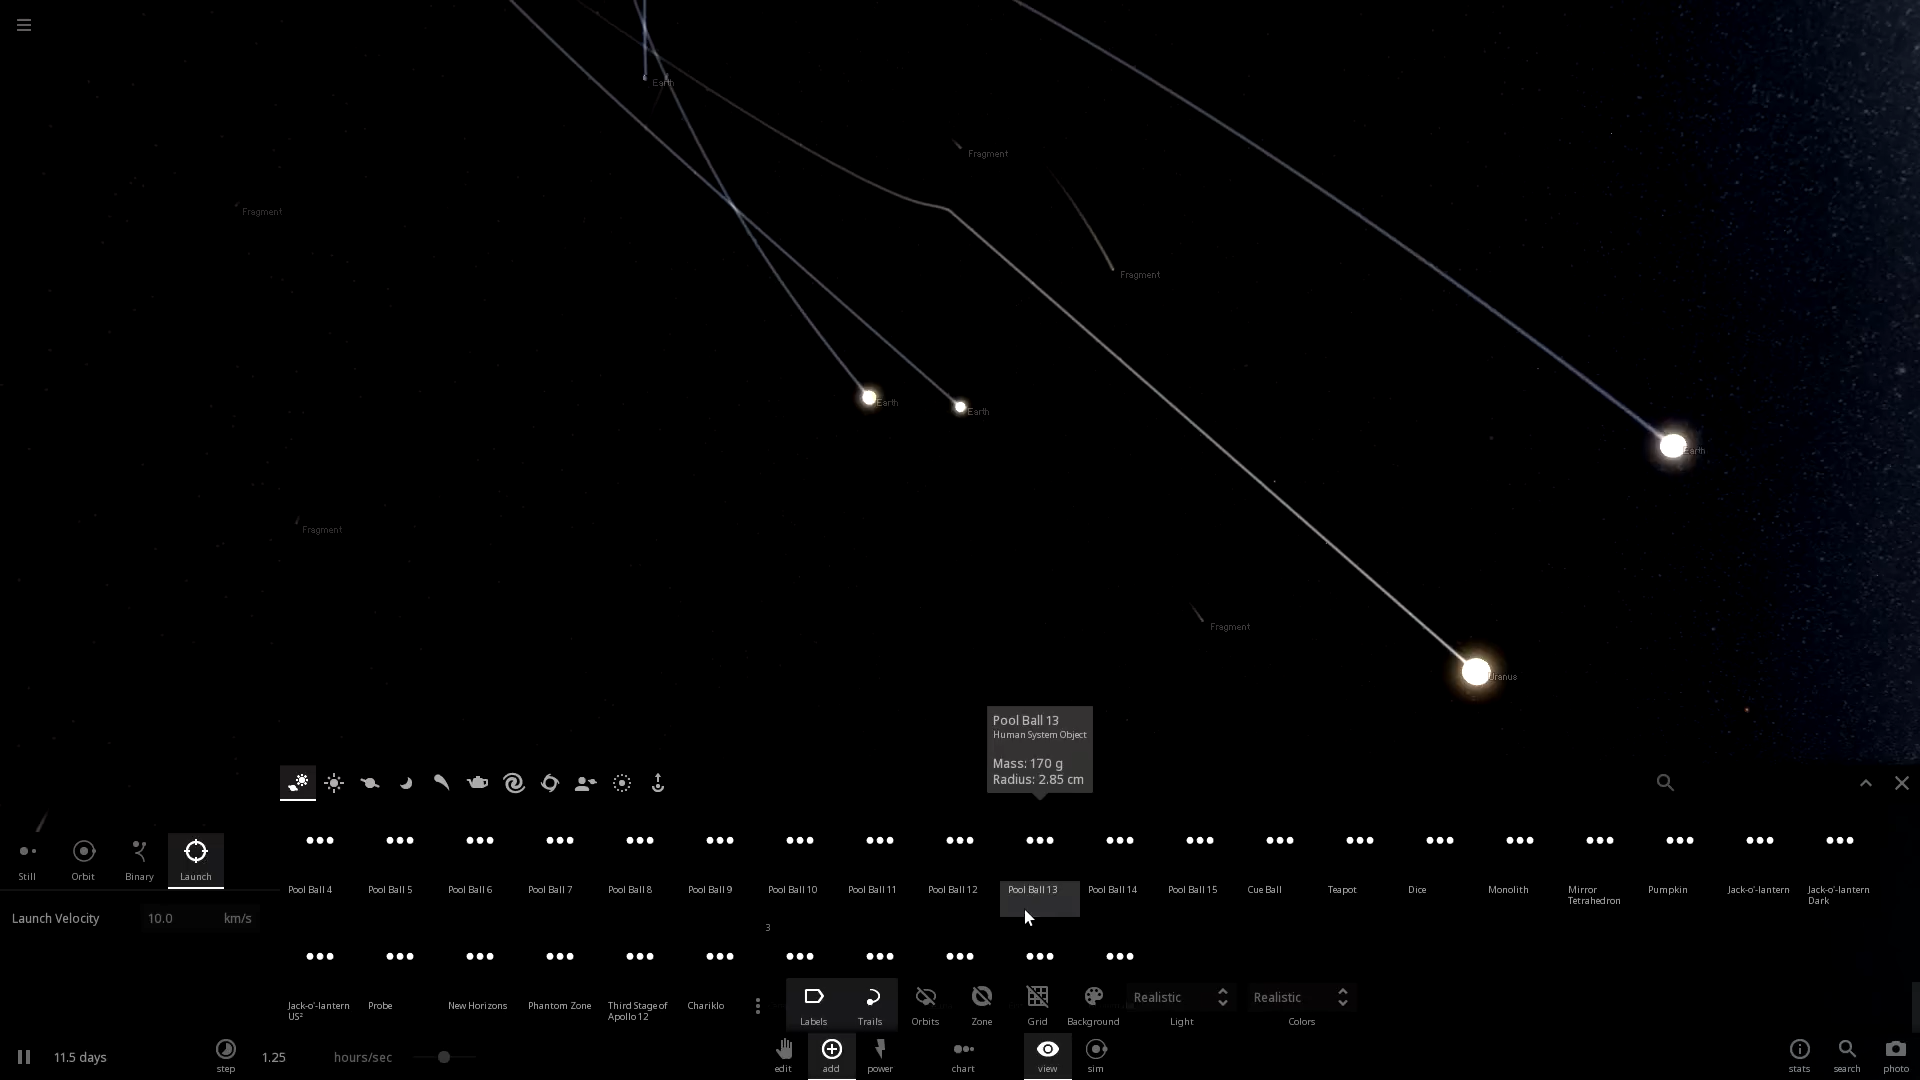 Earth
Fragment
Fragment
Fragment
Earth
Earth
Earth
Fragment
Fragment
Uranus
Pool Ball 13
Human System Object
Mass: 170 g
Radius: 2.85 cm
Still
Orbit
Binary
Launch
Launch Velocity 10.0 km/s
Pool Ball 4
Pool Ball 5
Pool Ball 6
Pool Ball 7
Pool Ball 8
Pool Ball 9
Pool Ball 10
Pool Ball 11
Pool Ball 12
Pool Ball 13
Pool Ball 14
Pool Ball 15
Cue Ball
Teapot
Dice
Monolith
Mirror
Tetrahedron
Pumpkin
Jack-o'-lantern
Jack-o'-lantern
Dark
3
Jack-o'-lantern
US²
Probe
New Horizons
Phantom Zone
Third Stage of
Apollo 12
Chariklo
Labels
Trails
Orbits
Zone
Grid
Background
Realistic
Light
Realistic
Colors
11.5 days
step
1.25 hours/sec
edit
add
power
chart
view
sim
stats
search
photo